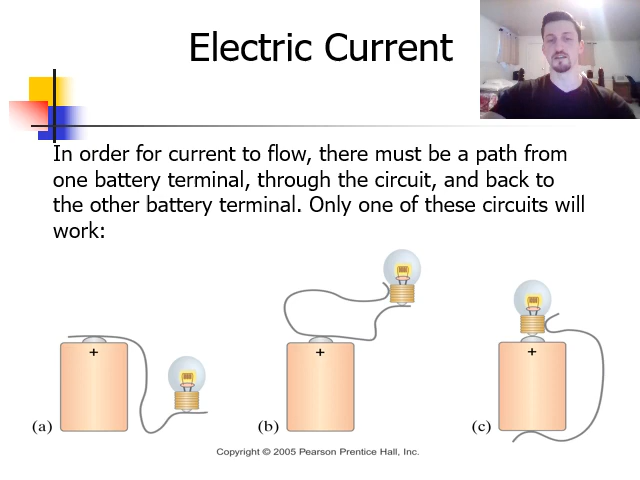 Electric Current
In order for current to flow, there must be a path from
one battery terminal, through the circuit, and back to
the other battery terminal. Only one of these circuits will
work:
+
+
+
(a)
(b)
(c)
Copyright © 2005 Pearson Prentice Hall, Inc.